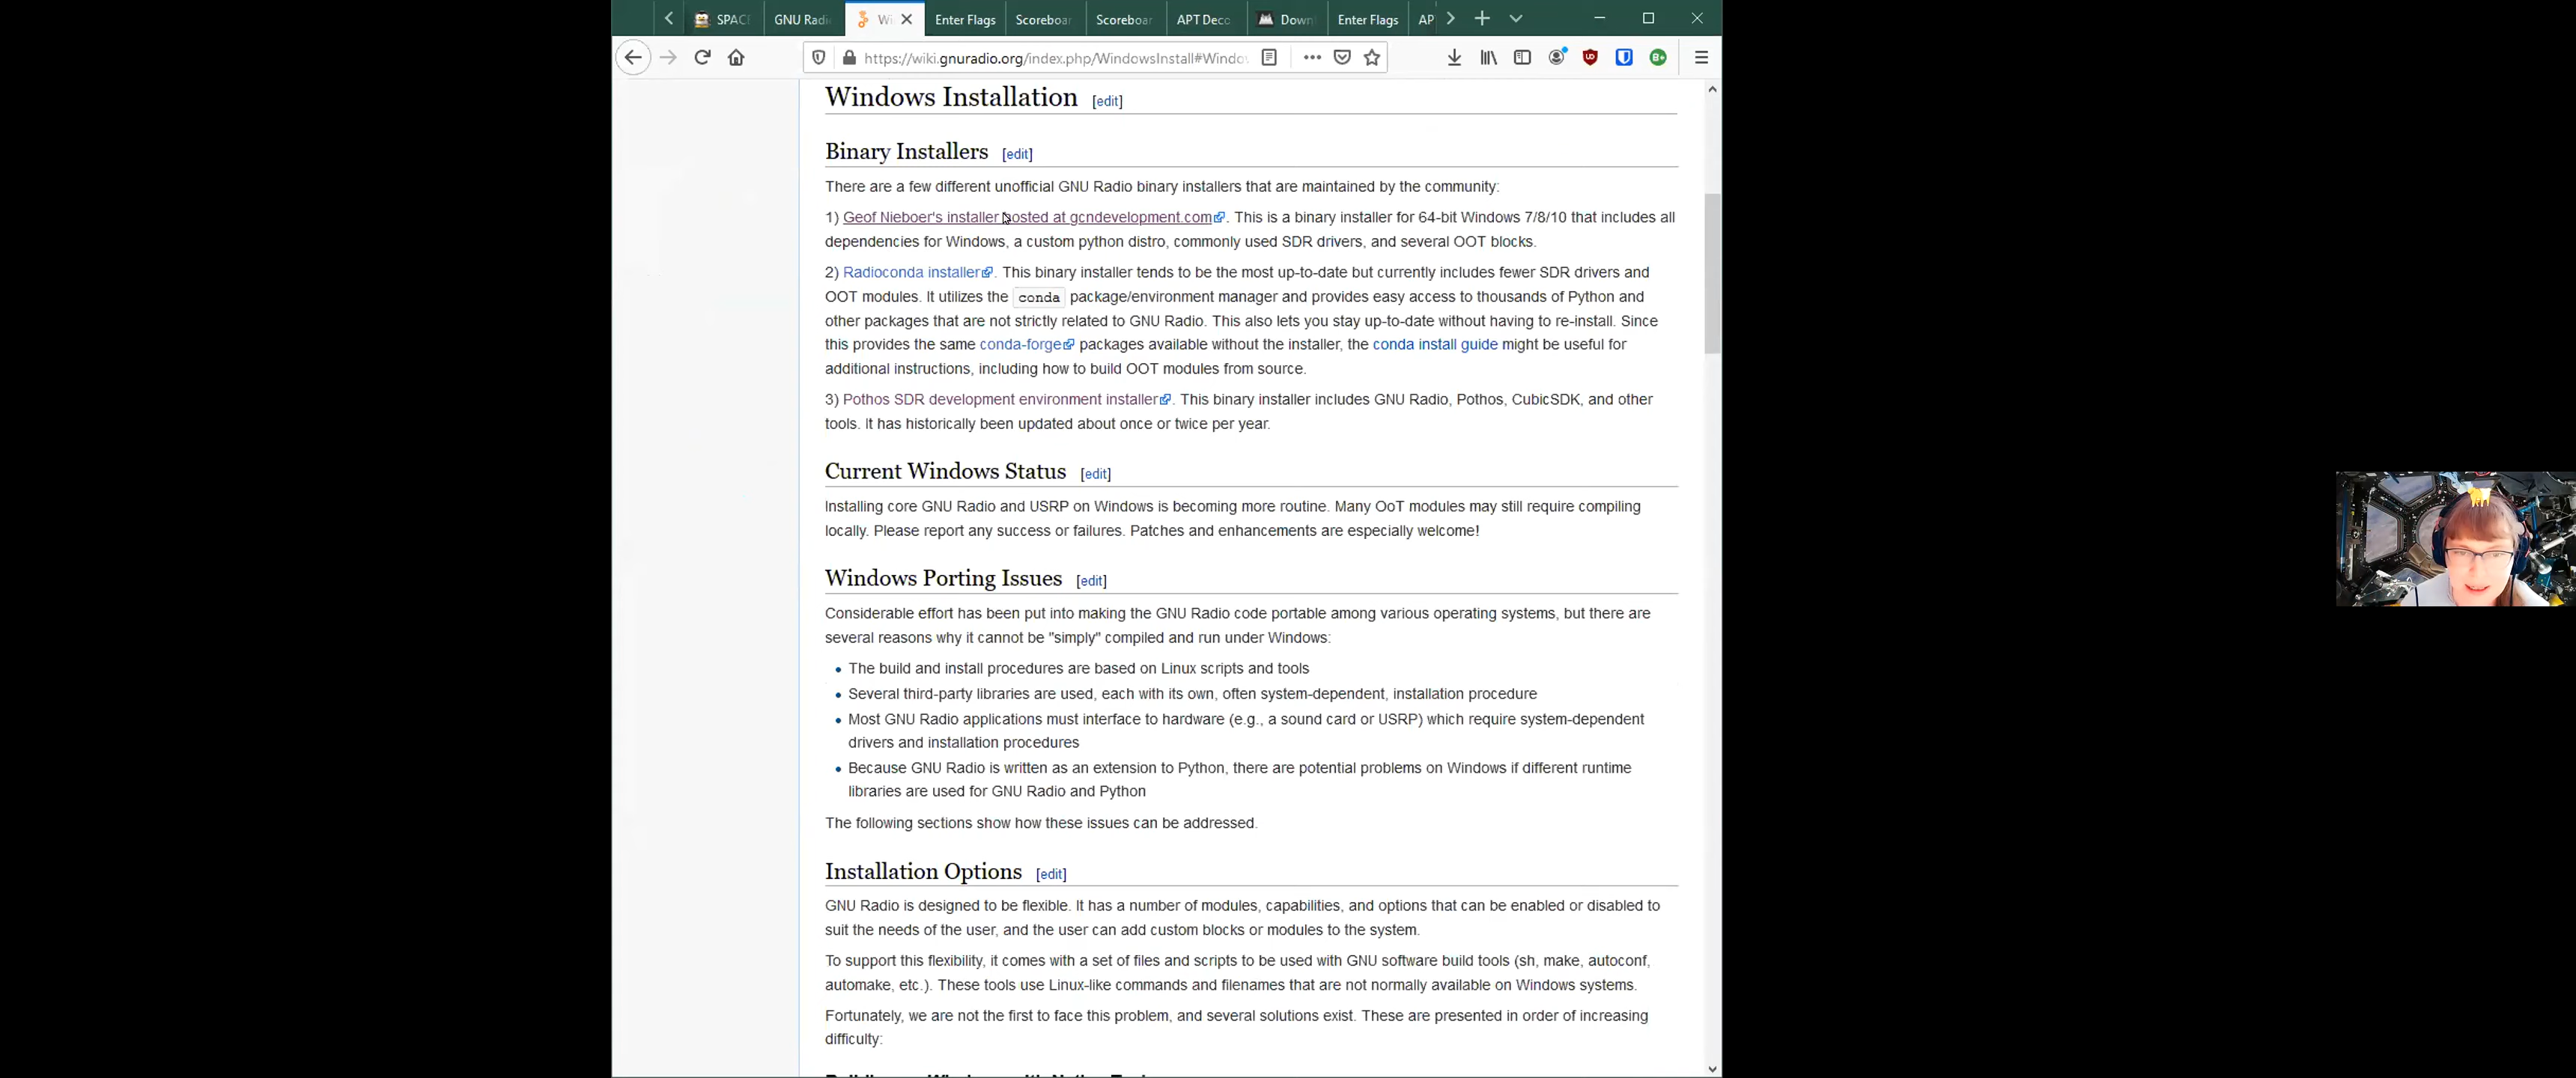 SPAC
GNU Radi
Wi
Enter Flags
Scoreboar
Scoreboar
APT Deco
Down
Enter Flags
AP
https://wiki.gnuradio.org/index.php/WindowsInstall#Windo
Windows Installation [edit]
Binary Installers [edit]
There are a few different unofficial GNU Radio binary installers that are maintained by the community:
1) Geof Nieboer's installer hosted at gcndevelopment.com. This is a binary installer for 64-bit Windows 7/8/10 that includes all
dependencies for Windows, a custom python distro, commonly used SDR drivers, and several OOT blocks.
2) Radioconda installer. This binary installer tends to be the most up-to-date but currently includes fewer SDR drivers and
OOT modules. It utilizes the conda package/environment manager and provides easy access to thousands of Python and
other packages that are not strictly related to GNU Radio. This also lets you stay up-to-date without having to re-install. Since
this provides the same conda-forge packages available without the installer, the conda install guide might be useful for
additional instructions, including how to build OOT modules from source.
3) Pothos SDR development environment installer. This binary installer includes GNU Radio, Pothos, CubicSDK, and other
tools. It has historically been updated about once or twice per year.
Current Windows Status [edit]
Installing core GNU Radio and USRP on Windows is becoming more routine. Many OoT modules may still require compiling
locally. Please report any success or failures. Patches and enhancements are especially welcome!
Windows Porting Issues [edit]
Considerable effort has been put into making the GNU Radio code portable among various operating systems, but there are
several reasons why it cannot be "simply" compiled and run under Windows:
• The build and install procedures are based on Linux scripts and tools
• Several third-party libraries are used, each with its own, often system-dependent, installation procedure
• Most GNU Radio applications must interface to hardware (e.g., a sound card or USRP) which require system-dependent
drivers and installation procedures
• Because GNU Radio is written as an extension to Python, there are potential problems on Windows if different runtime
libraries are used for GNU Radio and Python
The following sections show how these issues can be addressed.
Installation Options [edit]
GNU Radio is designed to be flexible. It has a number of modules, capabilities, and options that can be enabled or disabled to
suit the needs of the user, and the user can add custom blocks or modules to the system.
To support this flexibility, it comes with a set of files and scripts to be used with GNU software build tools (sh, make, autoconf,
automake, etc.). These tools use Linux-like commands and filenames that are not normally available on Windows systems.
Fortunately, we are not the first to face this problem, and several solutions exist. These are presented in order of increasing
difficulty: